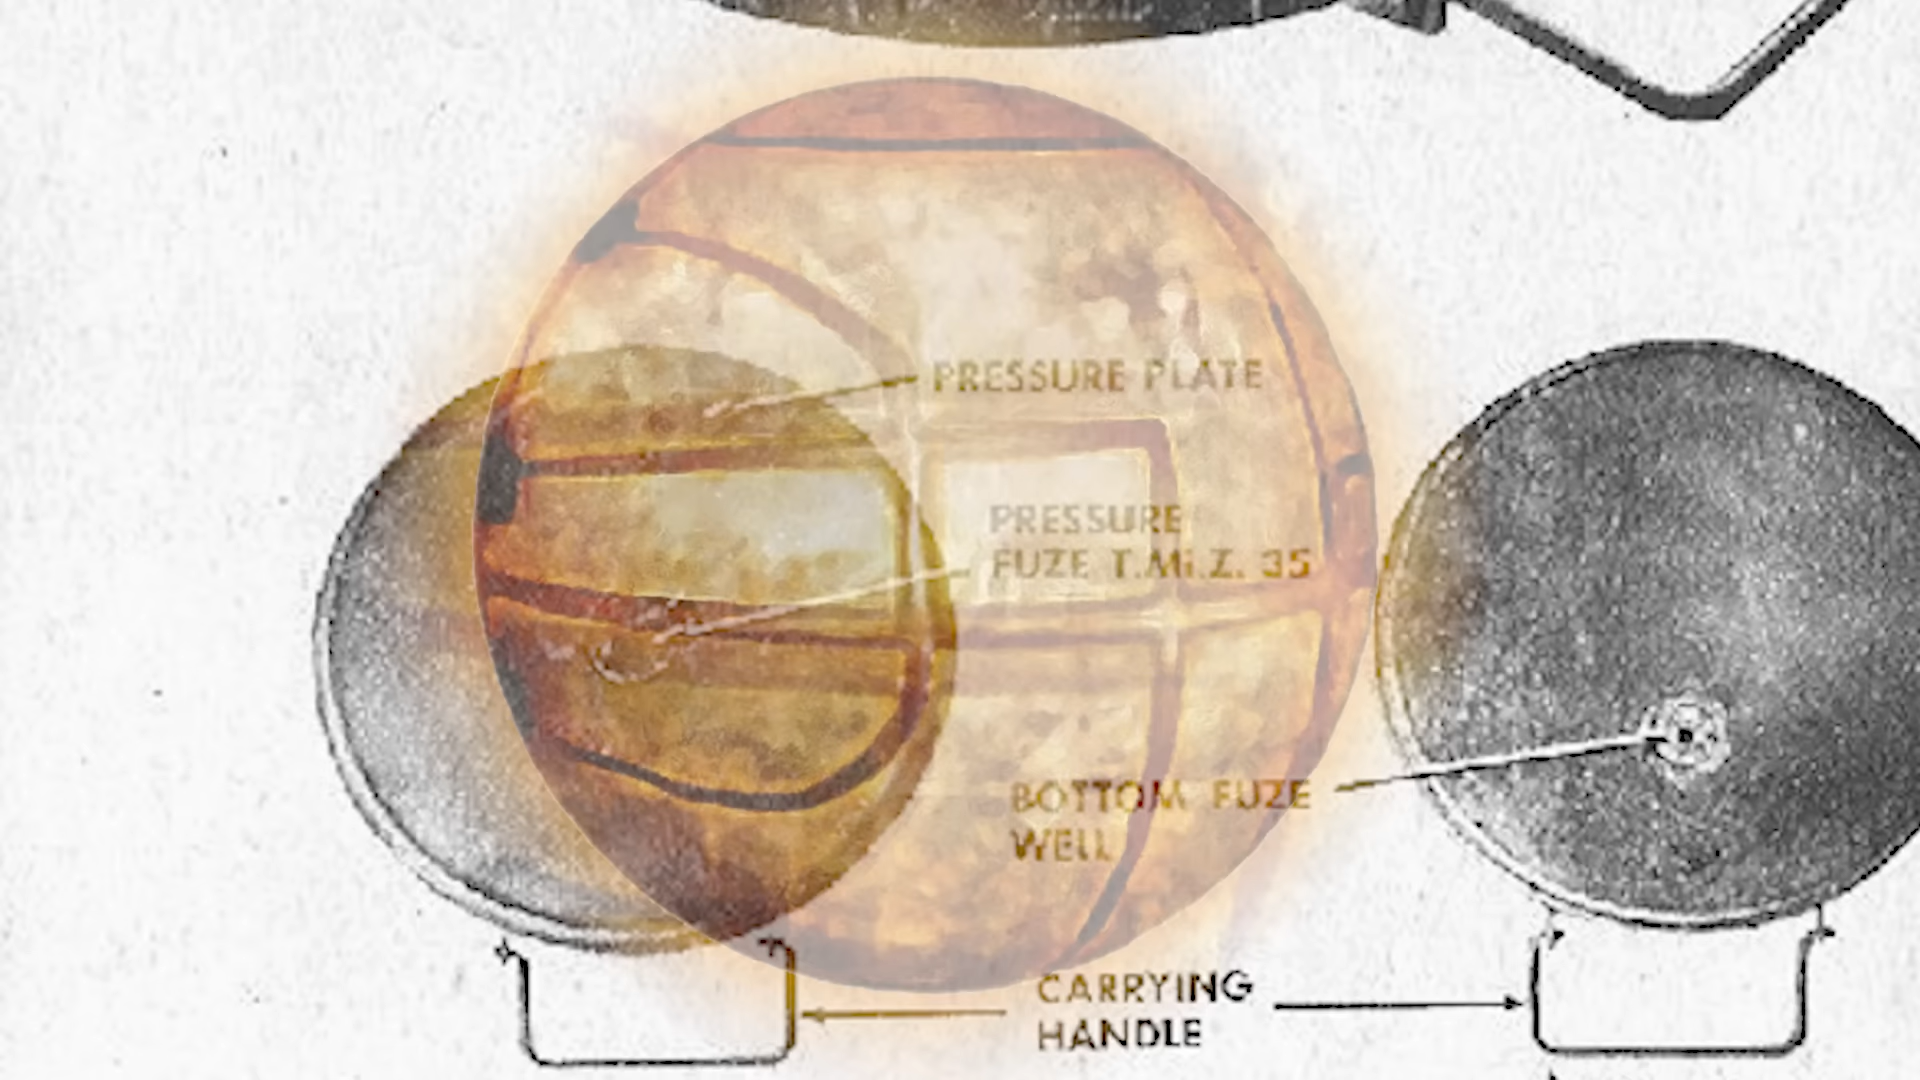 PRESSURE PLATE
PRESSURE
FUZE T.Mi.Z. 35
BOTTOM FUZE
WELL
CARRYING
HANDLE